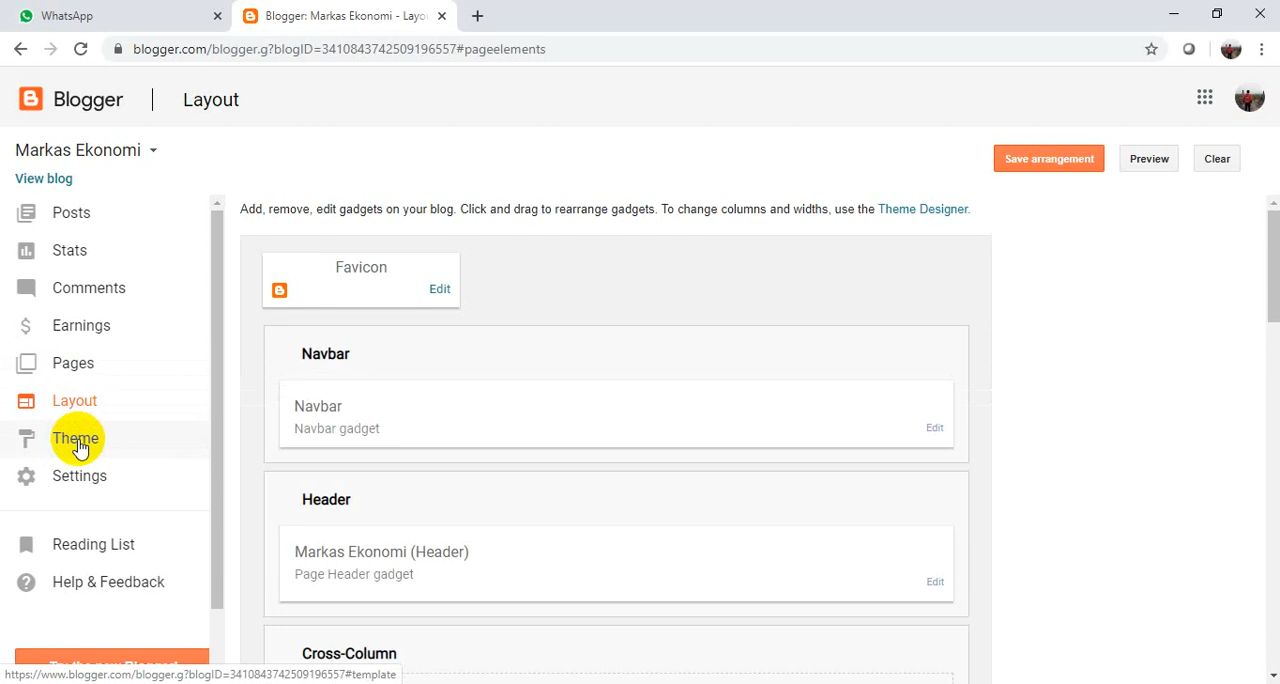 WhatsApp
Blogger: Markas Ekonomi - Layo
blogger.com/blogger.g?blogID=3410843742509196557#pageelements
Blogger
Layout
Markas Ekonomi
View blog
Save arrangement
Preview
Clear
Posts
Stats
Comments
Earnings
Pages
Layout
Theme
Settings
Reading List
Help & Feedback
Add, remove, edit gadgets on your blog. Click and drag to rearrange gadgets. To change columns and widths, use the Theme Designer.
Favicon
Edit
Navbar
Navbar
Navbar gadget
Edit
Header
Markas Ekonomi (Header)
Page Header gadget
Edit
Cross-Column
https://www.blogger.com/blogger.g?blogID=3410843742509196557#template